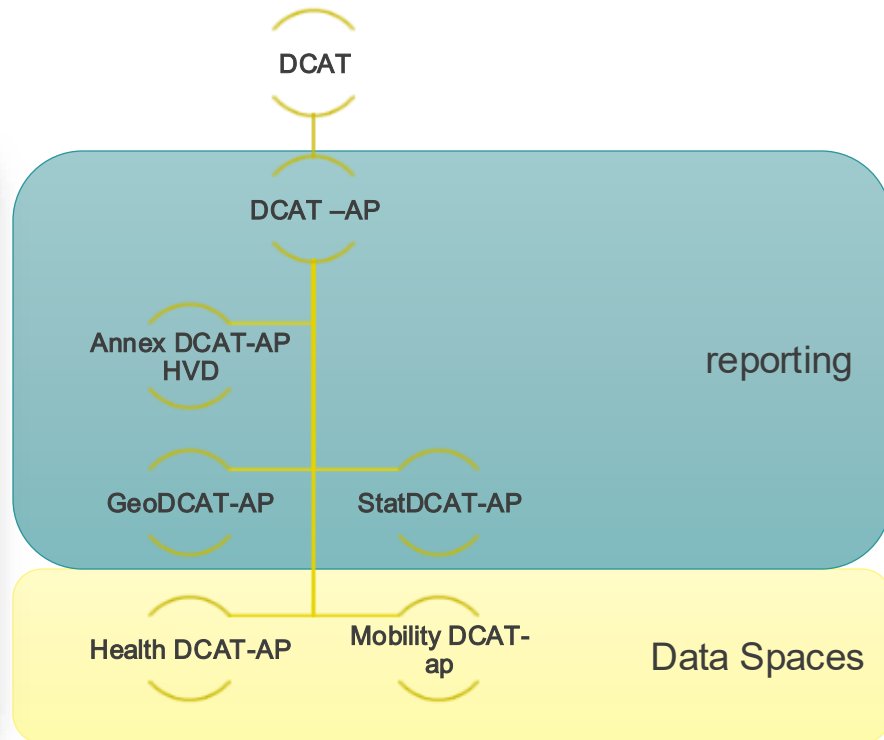 DCAT
DCAT –AP
Annex DCAT-AP
HVD
reporting
GeoDCAT-AP
StatDCAT-AP
Health DCAT-AP
Mobility DCAT-
ap
Data Spaces